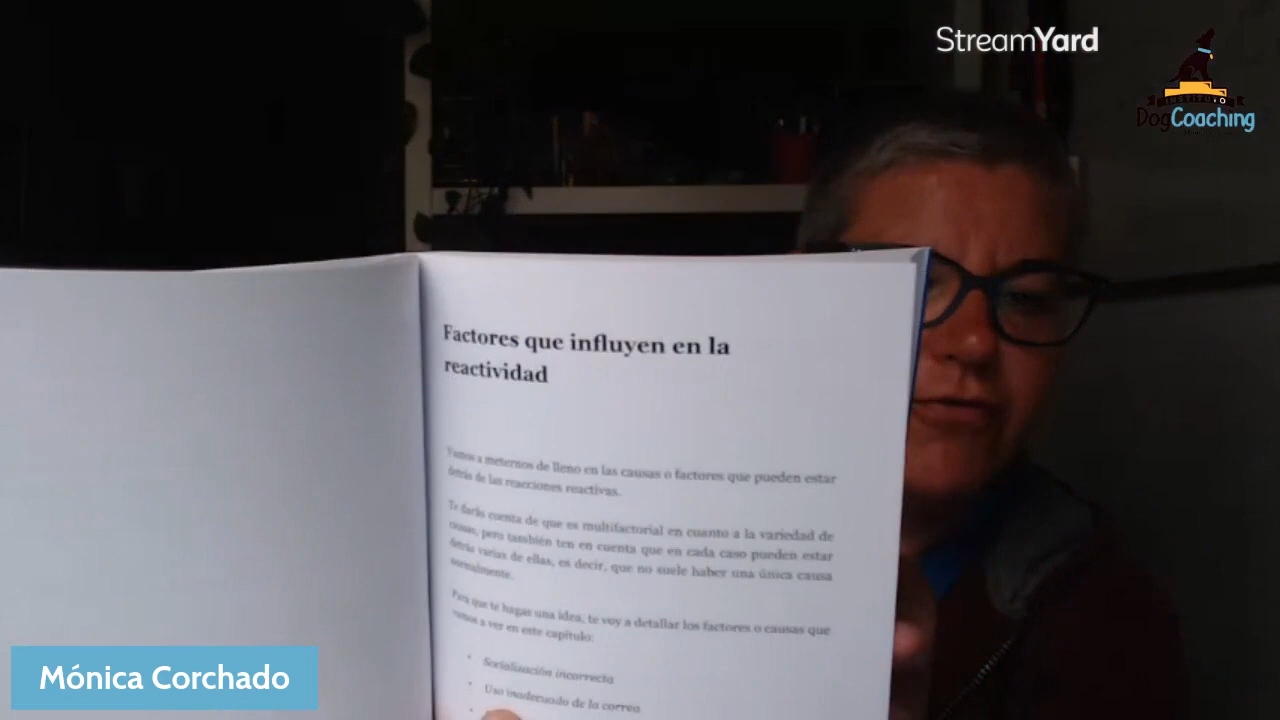 StreamYard
INSTITUTO
DogCoaching
Factores que influyen en la
reactividad
Vamos a meternos de lleno en las causas o factores que pueden estar
detrás de las reacciones reactivas.
Te darás cuenta de que es multifactorial en cuanto a la variedad de
causas, pero también ten en cuenta que en cada caso pueden estar
detrás varias de ellas, es decir, que no suele haber una única causa
normalmente.
Para que te hagas una idea, te voy a detallar los factores o causas que
vamos a ver en este capítulo:
• Socialización incorrecta
• Uso inadecuado de la correa
Mónica Corchado